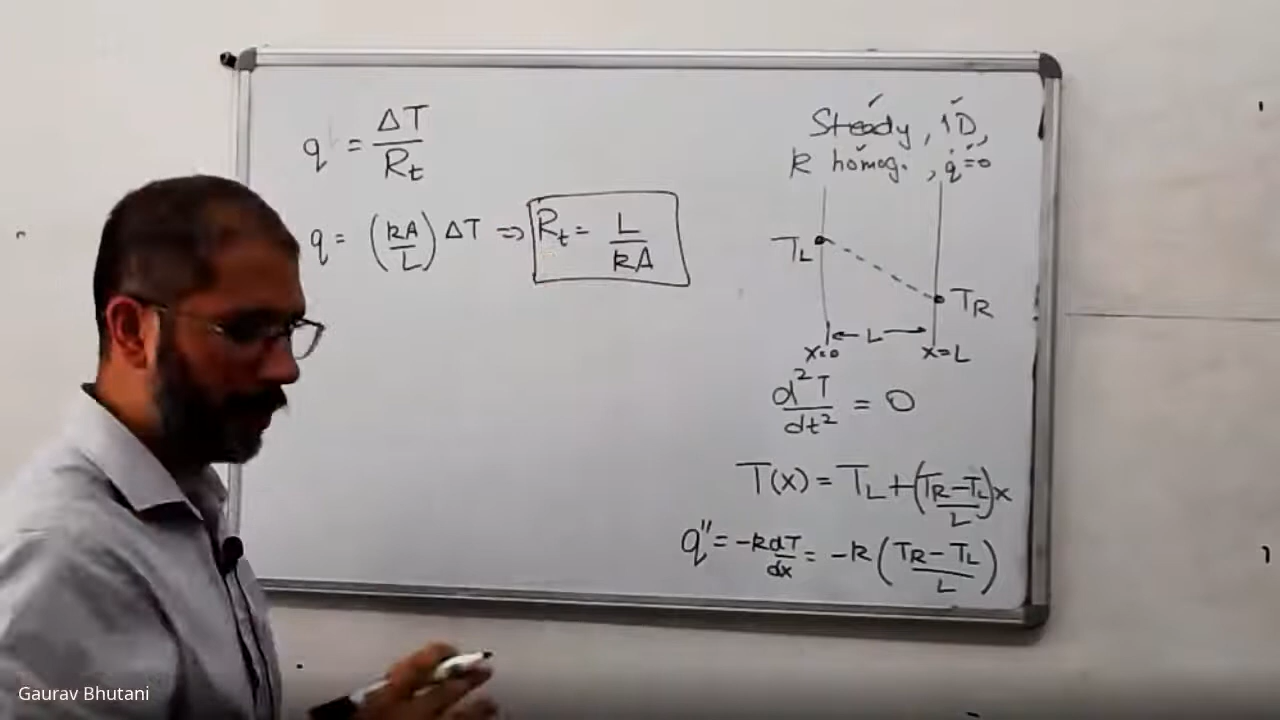 q = ΔT / R_t
q = (kA / L) ΔT ⇒ R_t = L / kA
Steady, 1D,
k homog., q̇=0
T_L
T_R
L
x=0 x=L
d²T / dt² = 0
T(x) = T_L + (T_R − T_L / L) x
q" = −k dT / dx = −k (T_R − T_L / L)
Gaurav Bhutani